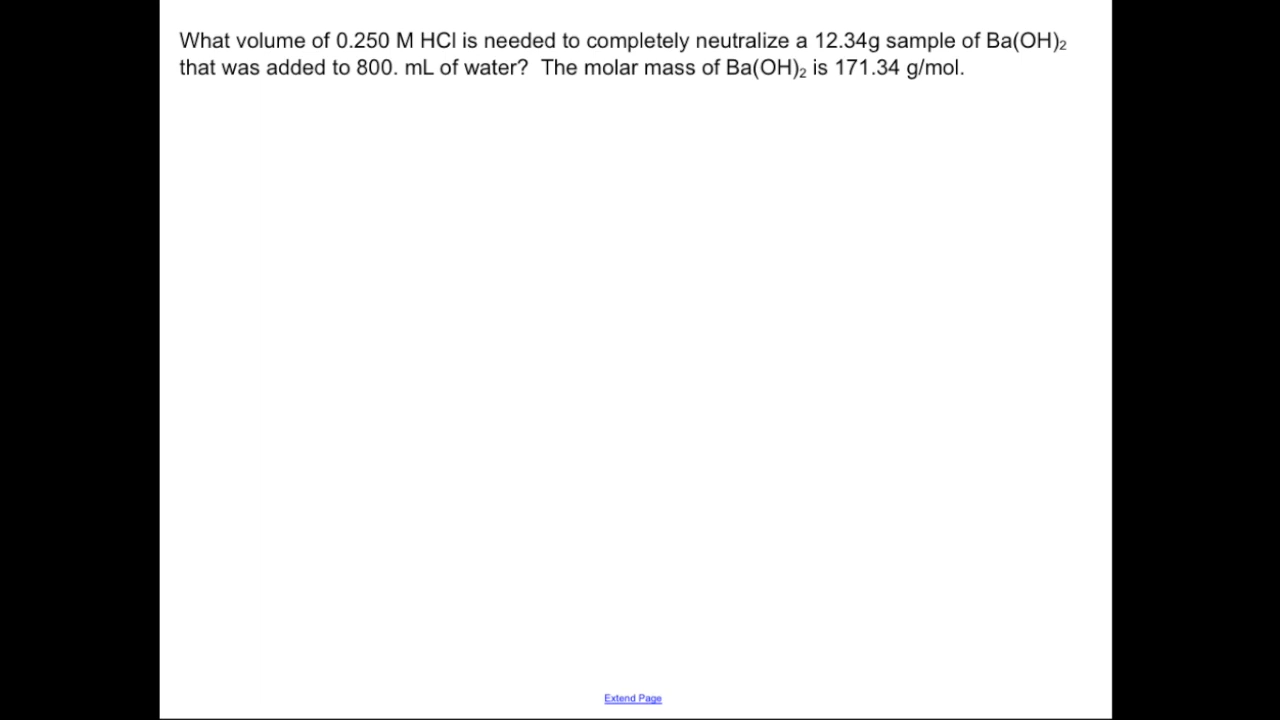 What volume of 0.250 M HCl is needed to completely neutralize a 12.34g sample of Ba(OH)₂
that was added to 800. mL of water?  The molar mass of Ba(OH)₂ is 171.34 g/mol.
Extend Page